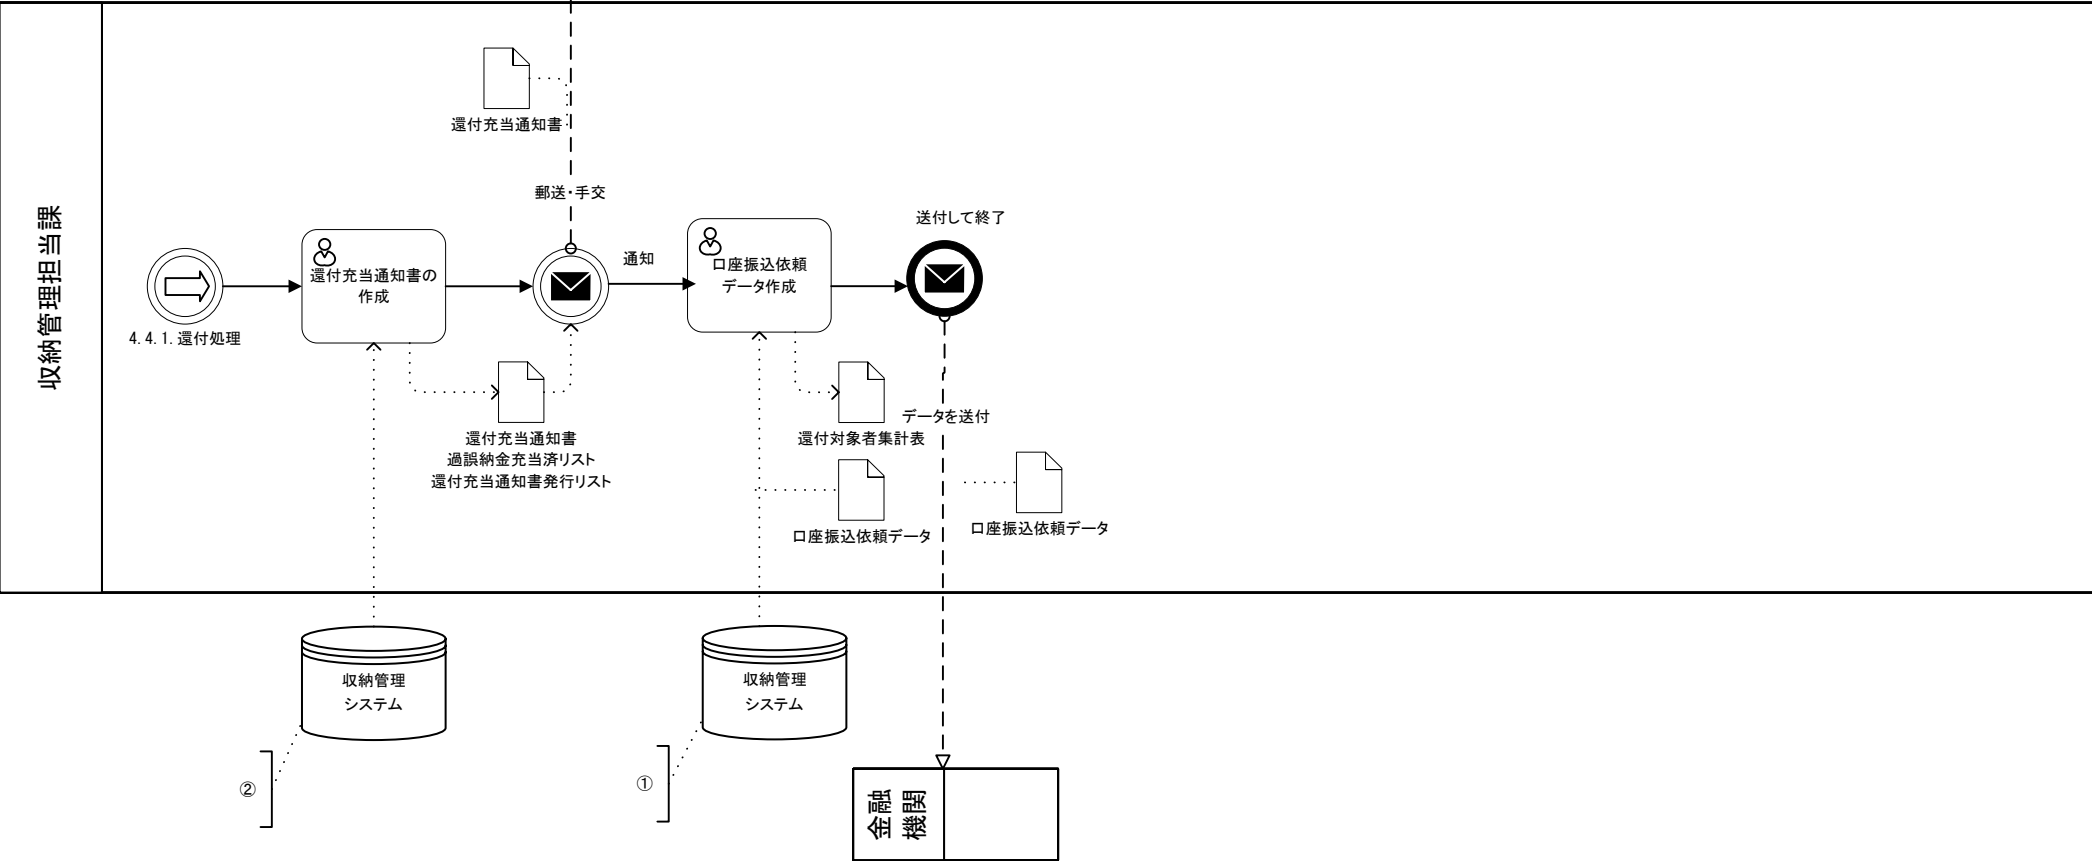 収納管理担当課
還付充当通知書
郵送・手交
4.4.1.還付処理
還付充当通知書の
作成
通知
口座振込依頼
データ作成
送付して終了
還付充当通知書
過誤納金充当済リスト
還付充当通知書発行リスト
還付対象者集計表
データを送付
口座振込依頼データ
口座振込依頼データ
収納管理
システム
収納管理
システム
②
①
金融
機関